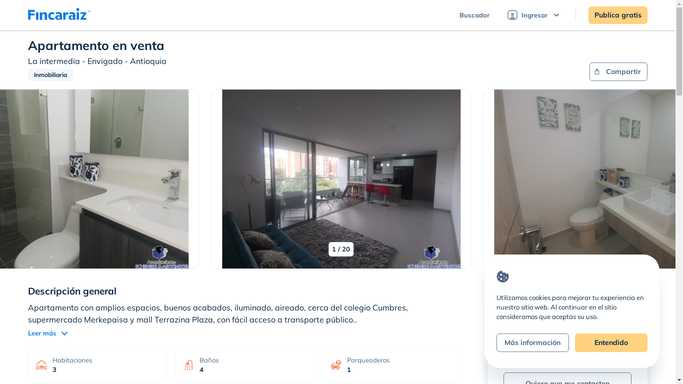 Fincaraiz
Buscador
Ingresar
Publica gratis
Apartamento en venta
La intermedia - Envigado - Antioquia
Inmobiliaria
Compartir
1 / 20
Descripción general
Apartamento con amplios espacios, buenos acabados, iluminado, aireado, cerca del colegio Cumbres,
supermercado Merkepaisa y mall Terrazina Plaza, con fácil acceso a transporte público..
Leer más
Habitaciones
3
Baños
4
Parqueaderos
1
Utilizamos cookies para mejorar tu experiencia en
nuestro sitio web. Al continuar en el sitio
consideramos que aceptas su uso.
Más información
Entendido
Quiero que me contacten